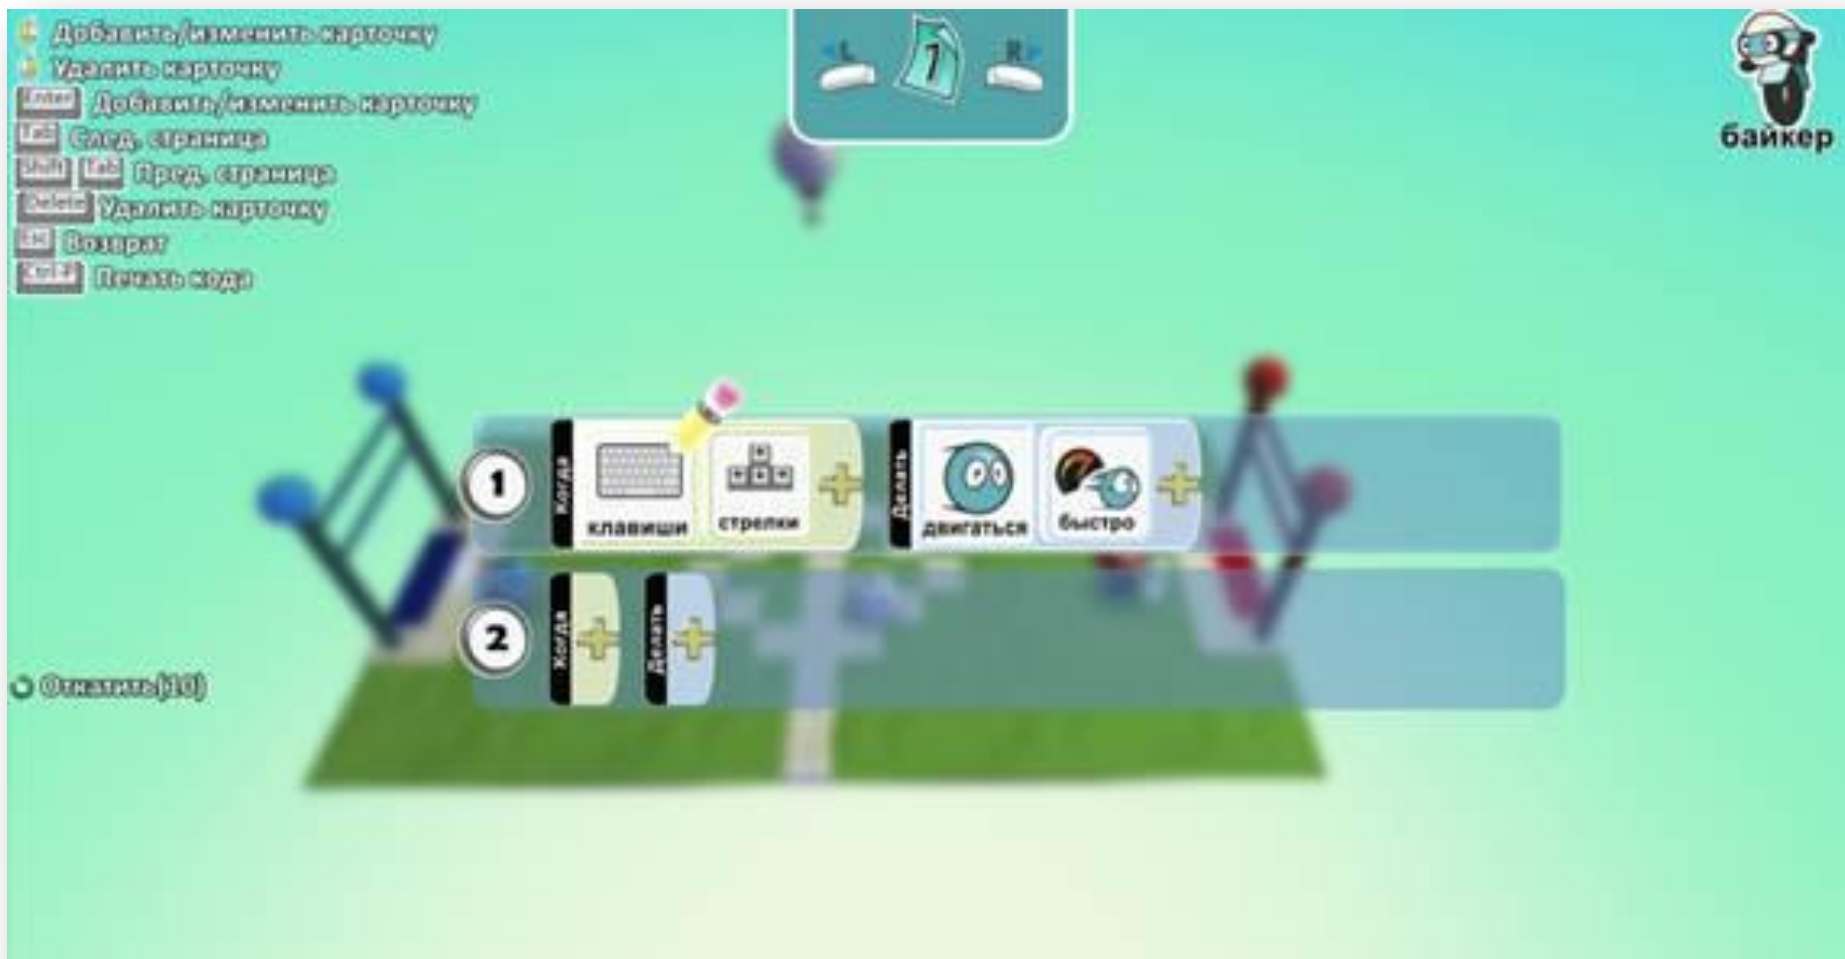 Добавить/изменить карточку
Удалить карточку
Enter Добавить/изменить карточку
Tab След. страница
Shift Tab Пред. страница
Delete Удалить карточку
Esc Возврат
Ctrl-P Печать кода
L 1 R
байкер
1 Когда клавиши стрелки Делать двигаться быстро
2 Когда Делать
Откатить(10)